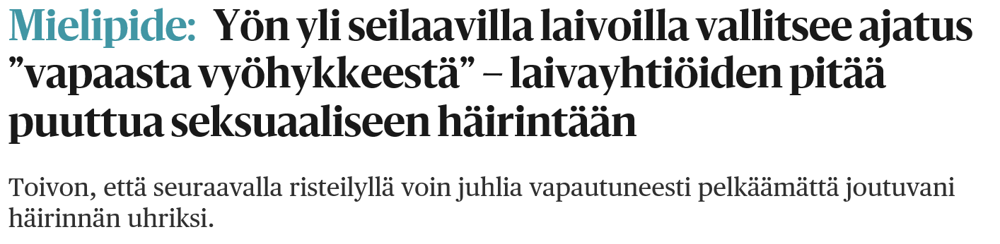 Mielipide: Yön yli seilaavilla laivoilla vallitsee ajatus
”vapaasta vyöhykkeestä” – laivayhtiöiden pitää
puuttua seksuaaliseen häirintään
Toivon, että seuraavalla risteilyllä voin juhlia vapautuneesti pelkäämättä joutuvani
häirinnän uhriksi.